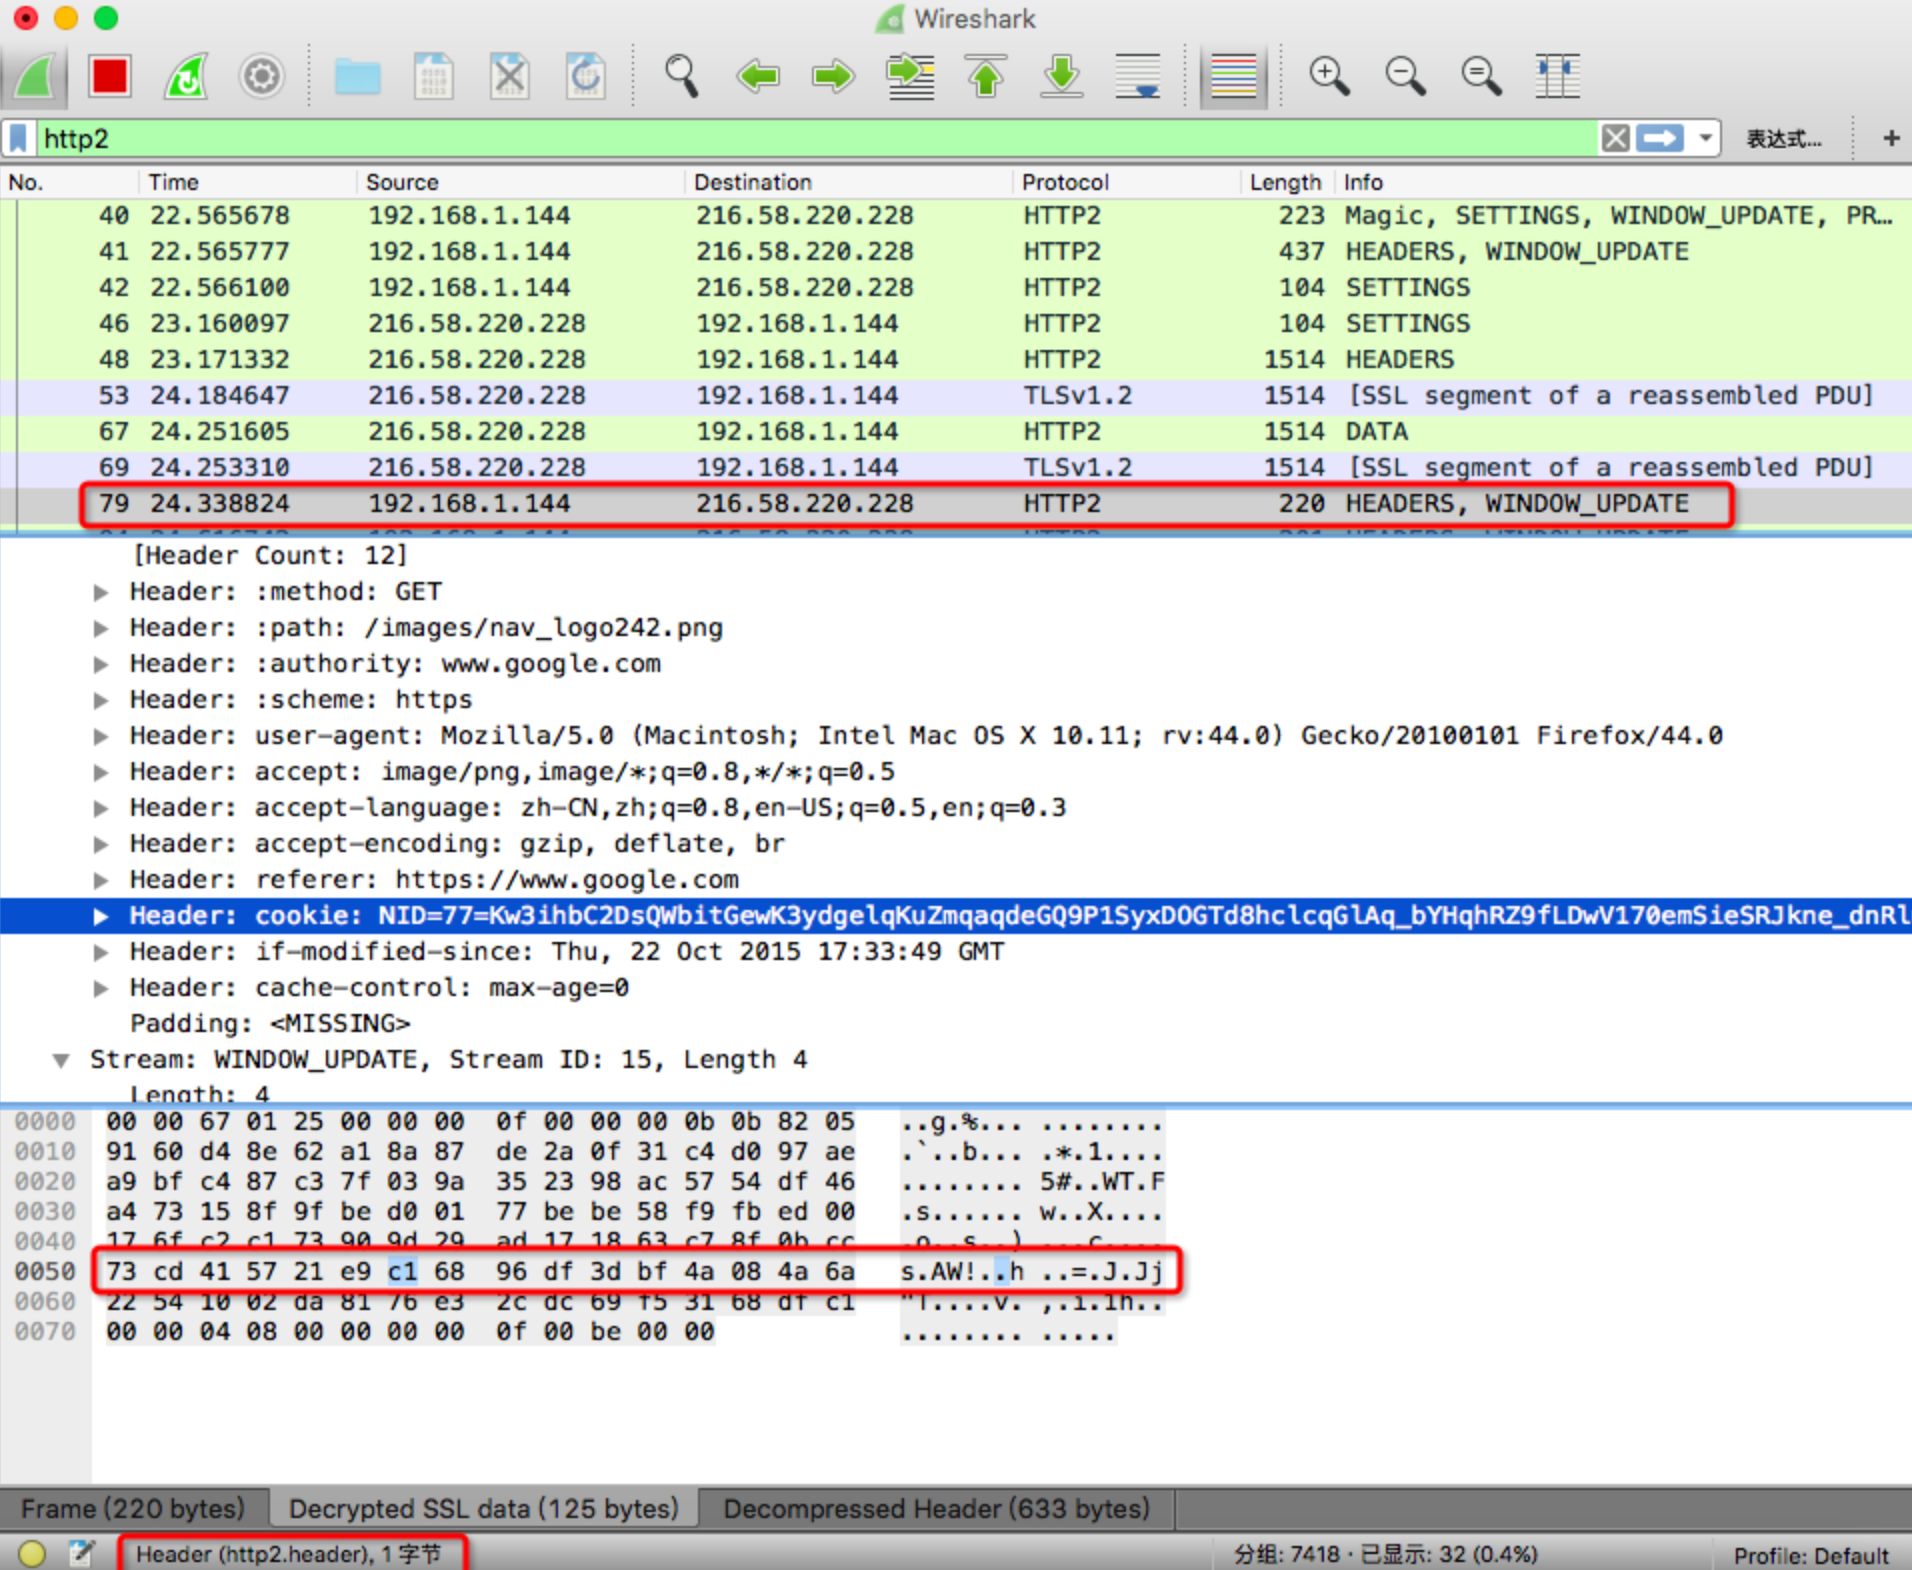 Wireshark
http2
表达式...
+
No. Time Source Destination Protocol Length Info
40 22.565678 192.168.1.144 216.58.220.228 HTTP2 223 Magic, SETTINGS, WINDOW_UPDATE, PR…
41 22.565777 192.168.1.144 216.58.220.228 HTTP2 437 HEADERS, WINDOW_UPDATE
42 22.566100 192.168.1.144 216.58.220.228 HTTP2 104 SETTINGS
46 23.160097 216.58.220.228 192.168.1.144 HTTP2 104 SETTINGS
48 23.171332 216.58.220.228 192.168.1.144 HTTP2 1514 HEADERS
53 24.184647 216.58.220.228 192.168.1.144 TLSv1.2 1514 [SSL segment of a reassembled PDU]
67 24.251605 216.58.220.228 192.168.1.144 HTTP2 1514 DATA
69 24.253310 216.58.220.228 192.168.1.144 TLSv1.2 1514 [SSL segment of a reassembled PDU]
79 24.338824 192.168.1.144 216.58.220.228 HTTP2 220 HEADERS, WINDOW_UPDATE
[Header Count: 12]
Header: :method: GET
Header: :path: /images/nav_logo242.png
Header: :authority: www.google.com
Header: :scheme: https
Header: user-agent: Mozilla/5.0 (Macintosh; Intel Mac OS X 10.11; rv:44.0) Gecko/20100101 Firefox/44.0
Header: accept: image/png,image/*;q=0.8,*/*;q=0.5
Header: accept-language: zh-CN,zh;q=0.8,en-US;q=0.5,en;q=0.3
Header: accept-encoding: gzip, deflate, br
Header: referer: https://www.google.com
Header: cookie: NID=77=Kw3ihbC2DsQWbitGewK3ydgelqKuZmqaqdeGQ9P1SyxDOGTd8hclcqGlAq_bYHqhRZ9fLDwV170emSieSRJkne_dnRl
Header: if-modified-since: Thu, 22 Oct 2015 17:33:49 GMT
Header: cache-control: max-age=0
Padding: <MISSING>
Stream: WINDOW_UPDATE, Stream ID: 15, Length 4
Length: 4
0000 00 00 67 01 25 00 00 00 0f 00 00 00 0b 0b 82 05 ..g.%... ........
0010 91 60 d4 8e 62 a1 8a 87 de 2a 0f 31 c4 d0 97 ae .`..b... .*.1....
0020 a9 bf c4 87 c3 7f 03 9a 35 23 98 ac 57 54 df 46 ........ 5#..WT.F
0030 a4 73 15 8f 9f be d0 01 77 be be 58 f9 fb ed 00 .s...... w..X....
0040 17 6f c2 c1 73 90 9d 29 ad 17 18 63 c7 8f 0b cc .o..s..) ...c....
0050 73 cd 41 57 21 e9 c1 68 96 df 3d bf 4a 08 4a 6a s.AW!..h ..=.J.Jj
0060 22 54 10 02 da 81 76 e3 2c dc 69 f5 31 68 df c1 "T....v. ,.i.1h..
0070 00 00 04 08 00 00 00 00 0f 00 be 00 00 ........ .....
Frame (220 bytes) Decrypted SSL data (125 bytes) Decompressed Header (633 bytes)
Header (http2.header), 1 字节 分组: 7418 · 已显示: 32 (0.4%) Profile: Default